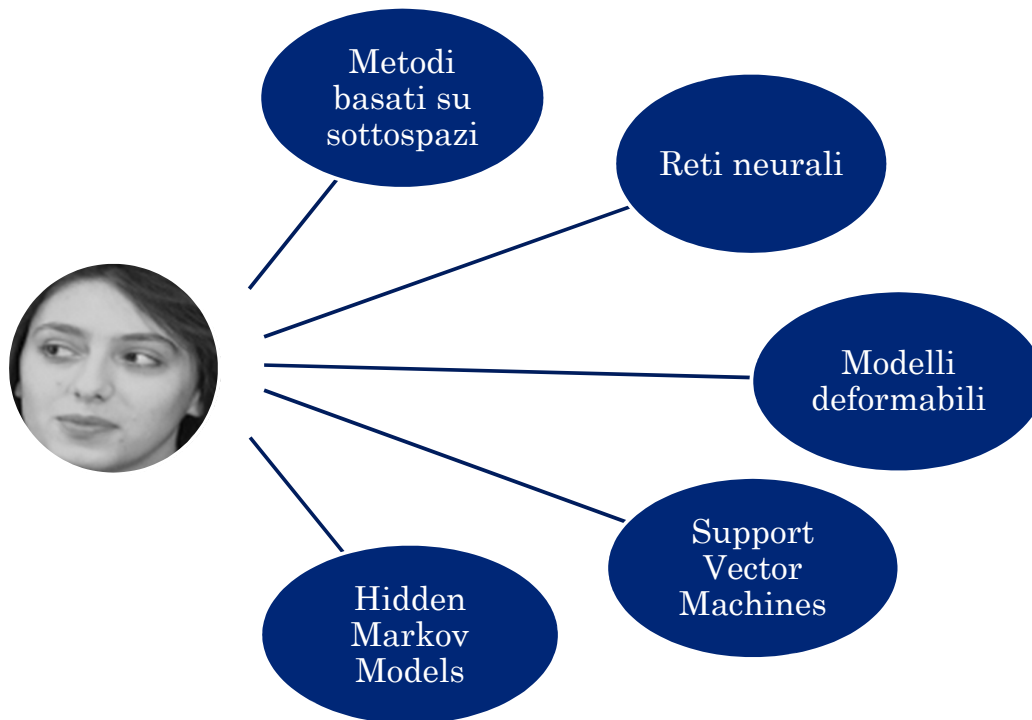 Metodi
basati su
sottospazi
Reti neurali
Modelli
deformabili
Support
Vector
Machines
Hidden
Markov
Models